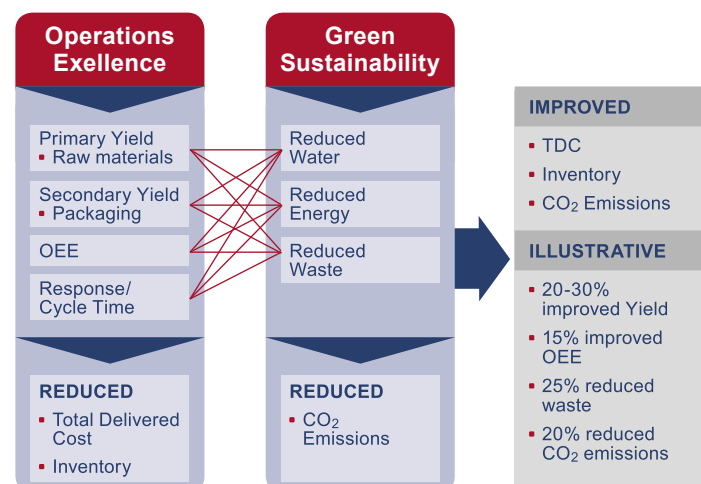 Operations
Exellence
Primary Yield
▪ Raw materials
Secondary Yield
▪ Packaging
OEE
Response/
Cycle Time
REDUCED
▪ Total Delivered
Cost
▪ Inventory
Green
Sustainability
Reduced
Water
Reduced
Energy
Reduced
Waste
REDUCED
▪ CO₂
Emissions
IMPROVED
▪ TDC
▪ Inventory
▪ CO₂ Emissions
ILLUSTRATIVE
▪ 20-30%
improved Yield
▪ 15% improved
OEE
▪ 25% reduced
waste
▪ 20% reduced
CO₂ emissions